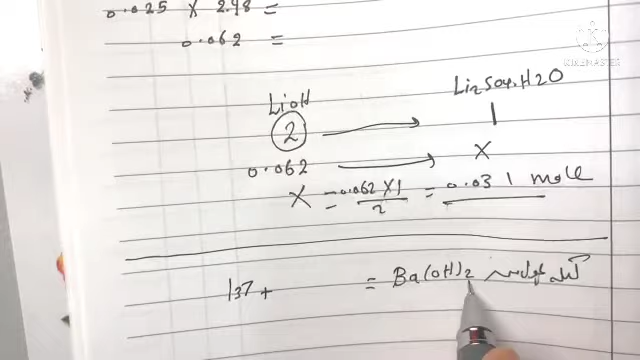 0.025 × 2.48 =
0.062 =
KINEMASTER
LiOH Li2SO4.H2O
2 → 1
0.062 → X
X = 0.062 × 1 / 2 = 0.031 mole
137 + = Ba(OH)2